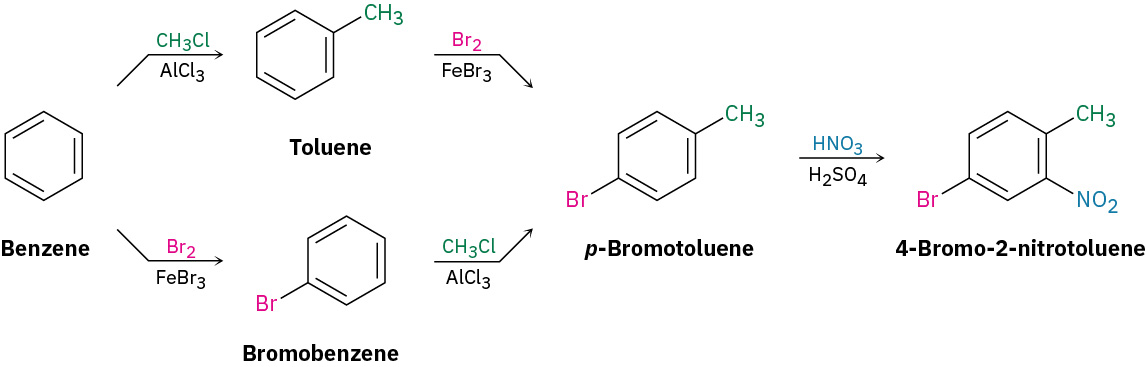 CH3Cl
AlCl3
CH3
Toluene
Br2
FeBr3
Benzene
Br2
FeBr3
Br
Bromobenzene
CH3Cl
AlCl3
CH3
Br
p-Bromotoluene
HNO3
H2SO4
CH3
Br
NO2
4-Bromo-2-nitrotoluene